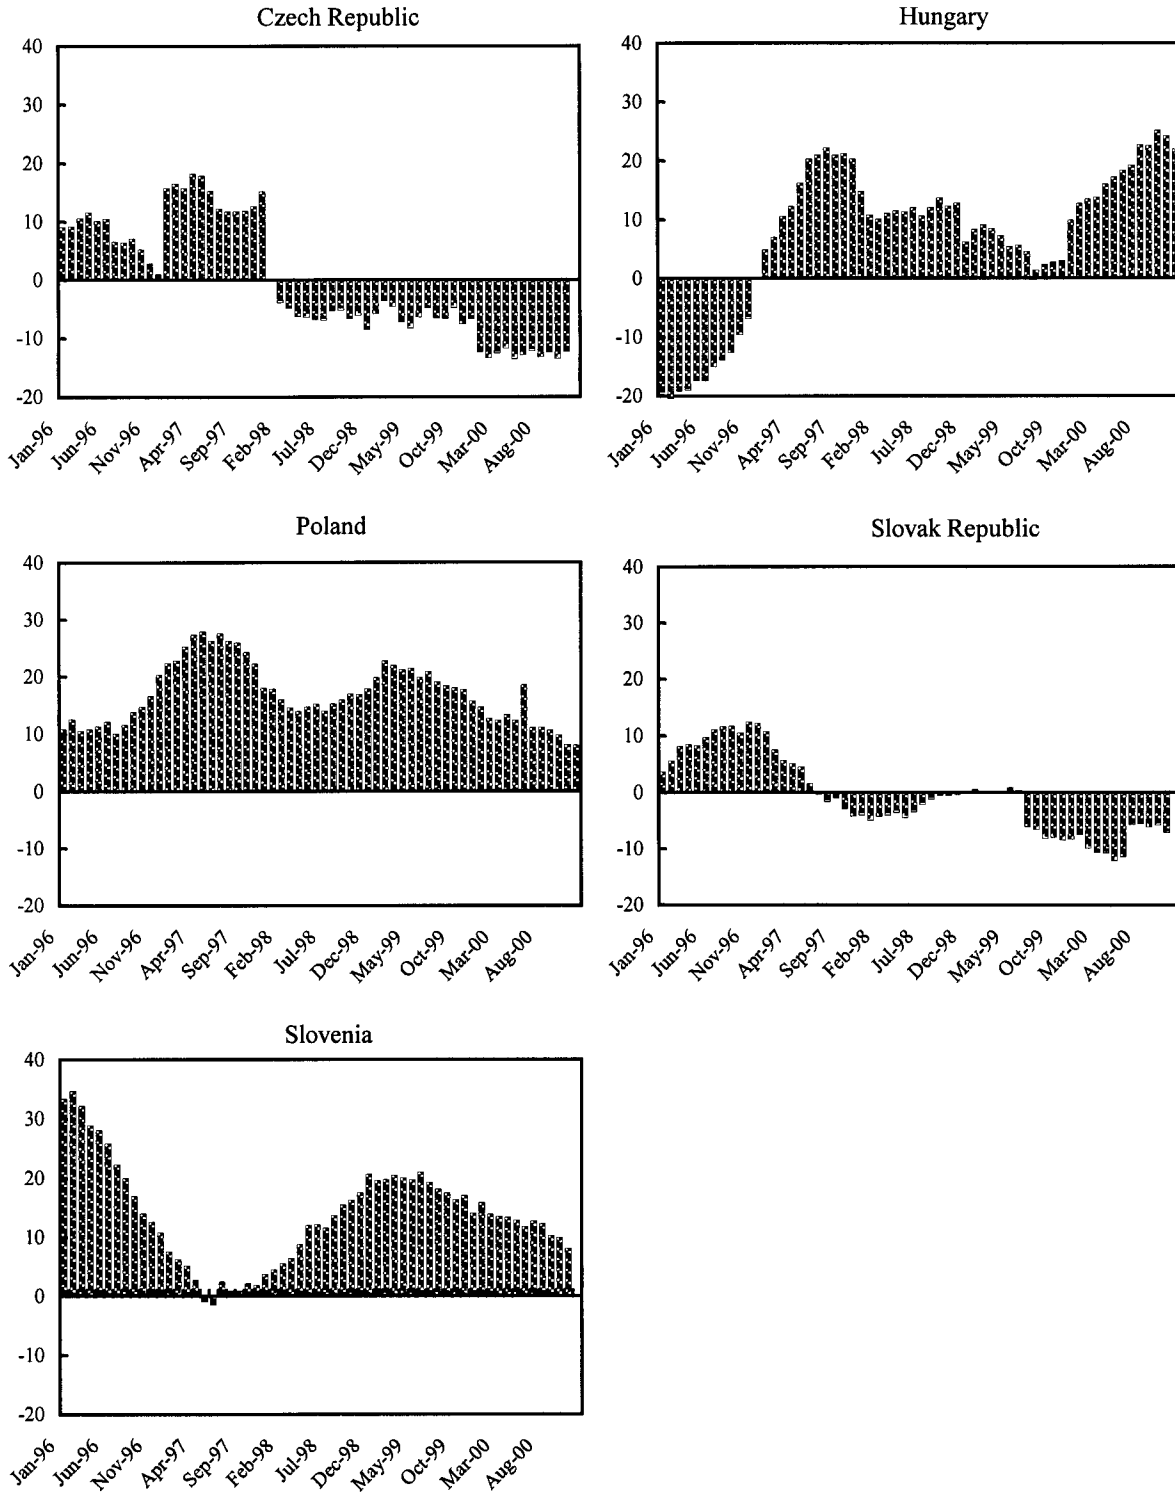 Czech Republic
40
30
20
10
0
-10
-20
Jan-96
Jun-96
Nov-96
Apr-97
Sep-97
Feb-98
Jul-98
Dec-98
May-99
Oct-99
Mar-00
Aug-00
Hungary
40
30
20
10
0
-10
-20
Jan-96
Jun-96
Nov-96
Apr-97
Sep-97
Feb-98
Jul-98
Dec-98
May-99
Oct-99
Mar-00
Aug-00
Poland
40
30
20
10
0
-10
-20
Jan-96
Jun-96
Nov-96
Apr-97
Sep-97
Feb-98
Jul-98
Dec-98
May-99
Oct-99
Mar-00
Aug-00
Slovak Republic
40
30
20
10
0
-10
-20
Jan-96
Jun-96
Nov-96
Apr-97
Sep-97
Feb-98
Jul-98
Dec-98
May-99
Oct-99
Mar-00
Aug-00
Slovenia
40
30
20
10
0
-10
-20
Jan-96
Jun-96
Nov-96
Apr-97
Sep-97
Feb-98
Jul-98
Dec-98
May-99
Oct-99
Mar-00
Aug-00